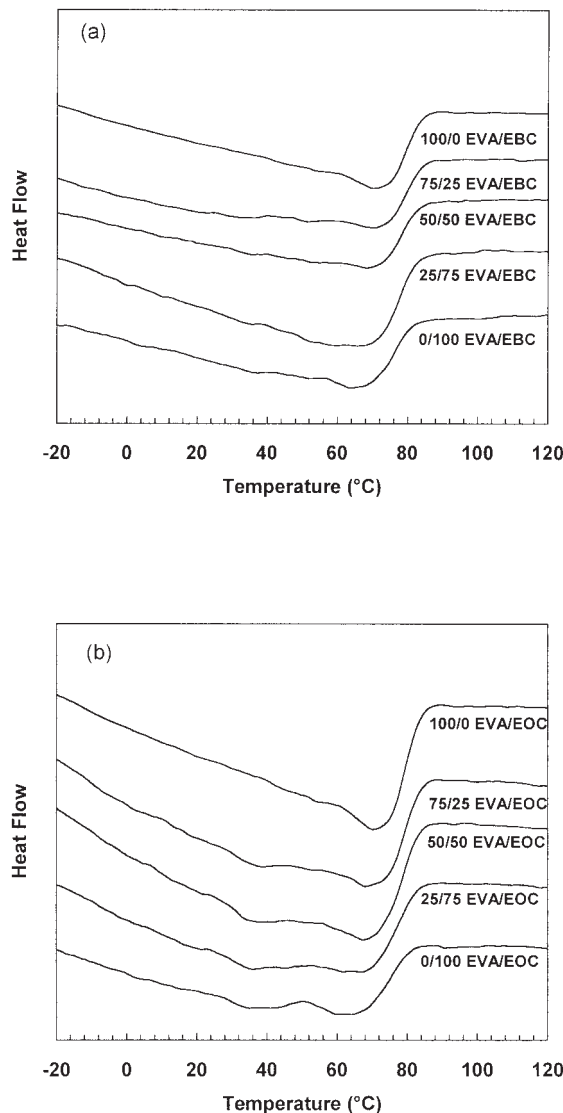 (a)
Heat Flow
100/0 EVA/EBC
75/25 EVA/EBC
50/50 EVA/EBC
25/75 EVA/EBC
0/100 EVA/EBC
-20 0 20 40 60 80 100 120
Temperature (°C)
(b)
Heat Flow
100/0 EVA/EOC
75/25 EVA/EOC
50/50 EVA/EOC
25/75 EVA/EOC
0/100 EVA/EOC
-20 0 20 40 60 80 100 120
Temperature (°C)